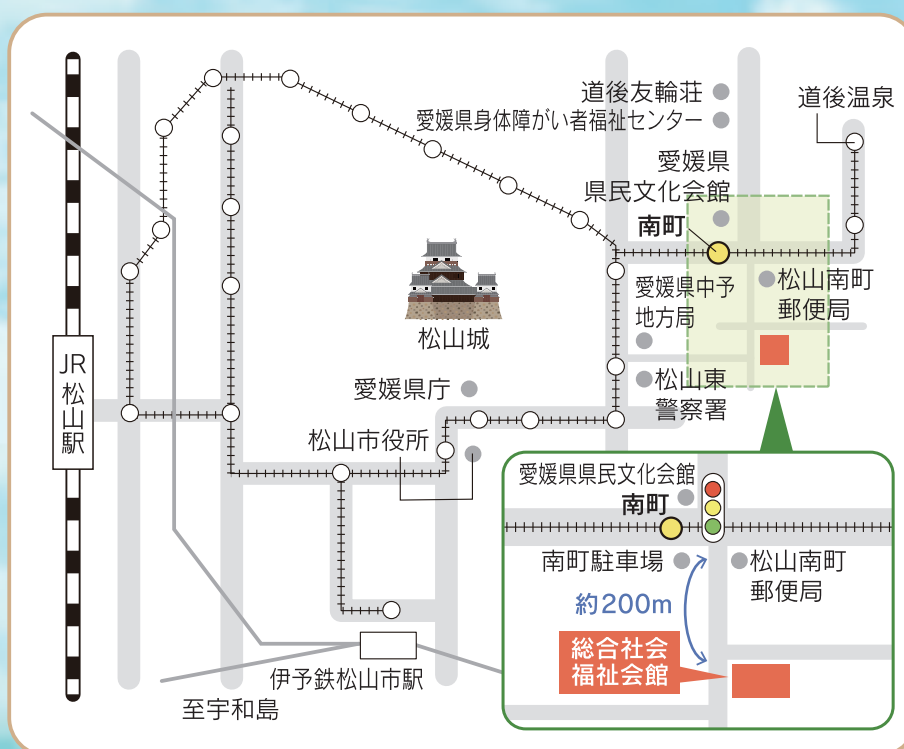 道後友輪荘
愛媛県身体障がい者福祉センター
道後温泉
愛媛県
県民文化会館
南町
愛媛県中予
地方局
松山南町
郵便局
松山城
JR
松山駅
愛媛県庁
松山東
警察署
松山市役所
伊予鉄松山市駅
至宇和島
愛媛県県民文化会館
南町
南町駐車場
松山南町
郵便局
約200m
総合社会
福祉会館